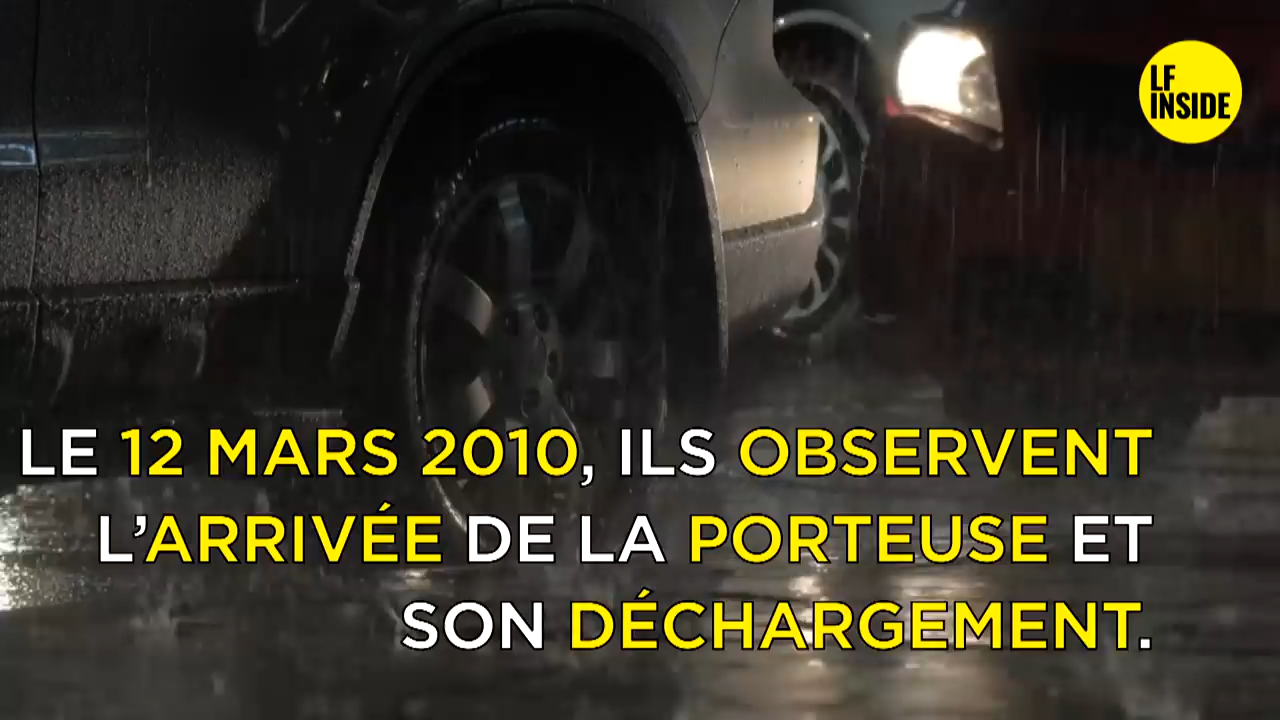 LF
INSIDE
LE 12 MARS 2010, ILS OBSERVENT
L’ARRIVÉE DE LA PORTEUSE ET
SON DÉCHARGEMENT.